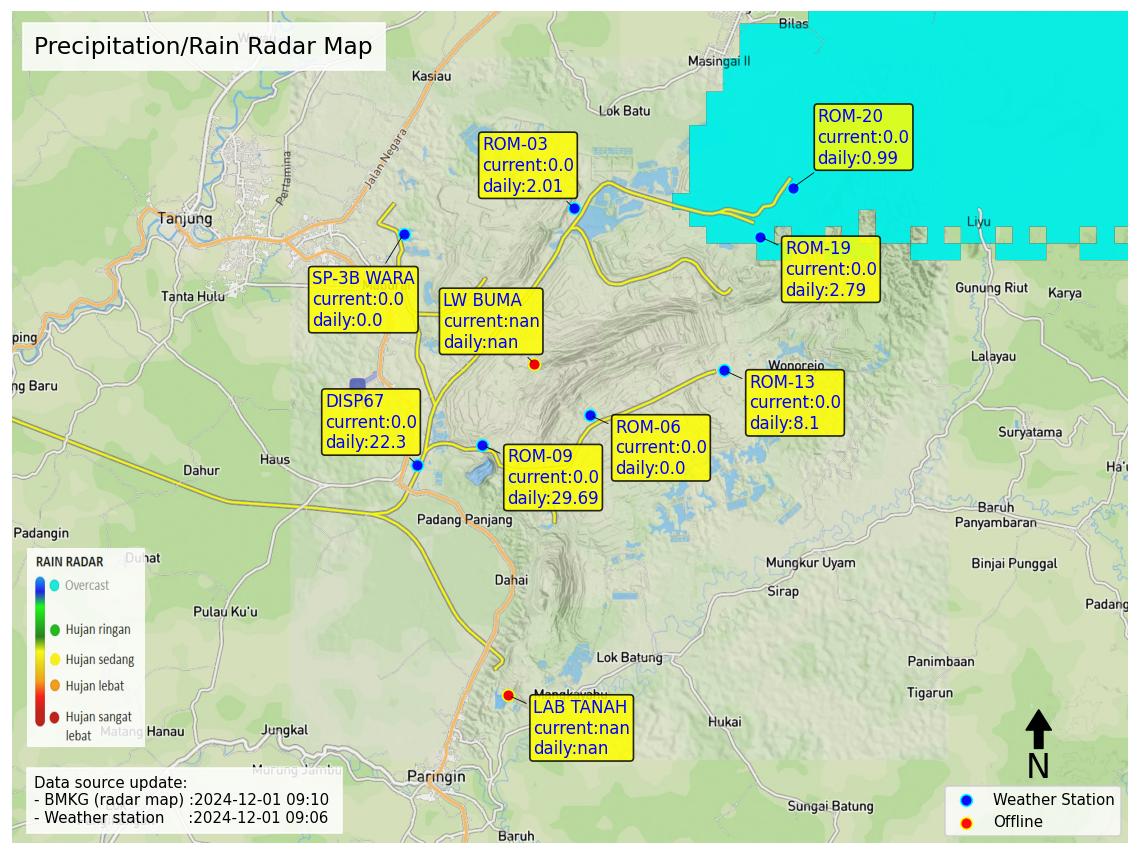 Precipitation/Rain Radar Map
Bilas
Masingai II
Kasiau
Lok Batu
Jalan Negara
Pertamina
Tanjung
Tanta Hulu
ROM-20
current:0.0
daily:0.99
ROM-03
current:0.0
daily:2.01
Liyu
ROM-19
current:0.0
daily:2.79
SP-3B WARA
current:0.0
daily:0.0
LW BUMA
current:nan
daily:nan
Gunung Riut
Karya
ping
ng Baru
Lalayau
Wonorejo
ROM-13
current:0.0
daily:8.1
DISP67
current:0.0
daily:22.3
ROM-06
current:0.0
daily:0.0
Suryatama
Haus
Dahur
ROM-09
current:0.0
daily:29.69
Ha'u
Padang Panjang
Baruh
Panyambaran
Padangin
Duhat
Mungkur Uyam
Binjai Punggal
Dahai
Sirap
Padang
Pulau Ku'u
RAIN RADAR
Overcast
Hujan ringan
Hujan sedang
Hujan lebat
Hujan sangat
lebat
Lok Batung
Panimbaan
Tigarun
Mangkayahu
LAB TANAH
current:nan
daily:nan
Matang Hanau
Jungkal
Hukai
Murung Jambu
Paringin
Sungai Batung
Baruh
Data source update:
- BMKG (radar map) :2024-12-01 09:10
- Weather station :2024-12-01 09:06
N
Weather Station
Offline